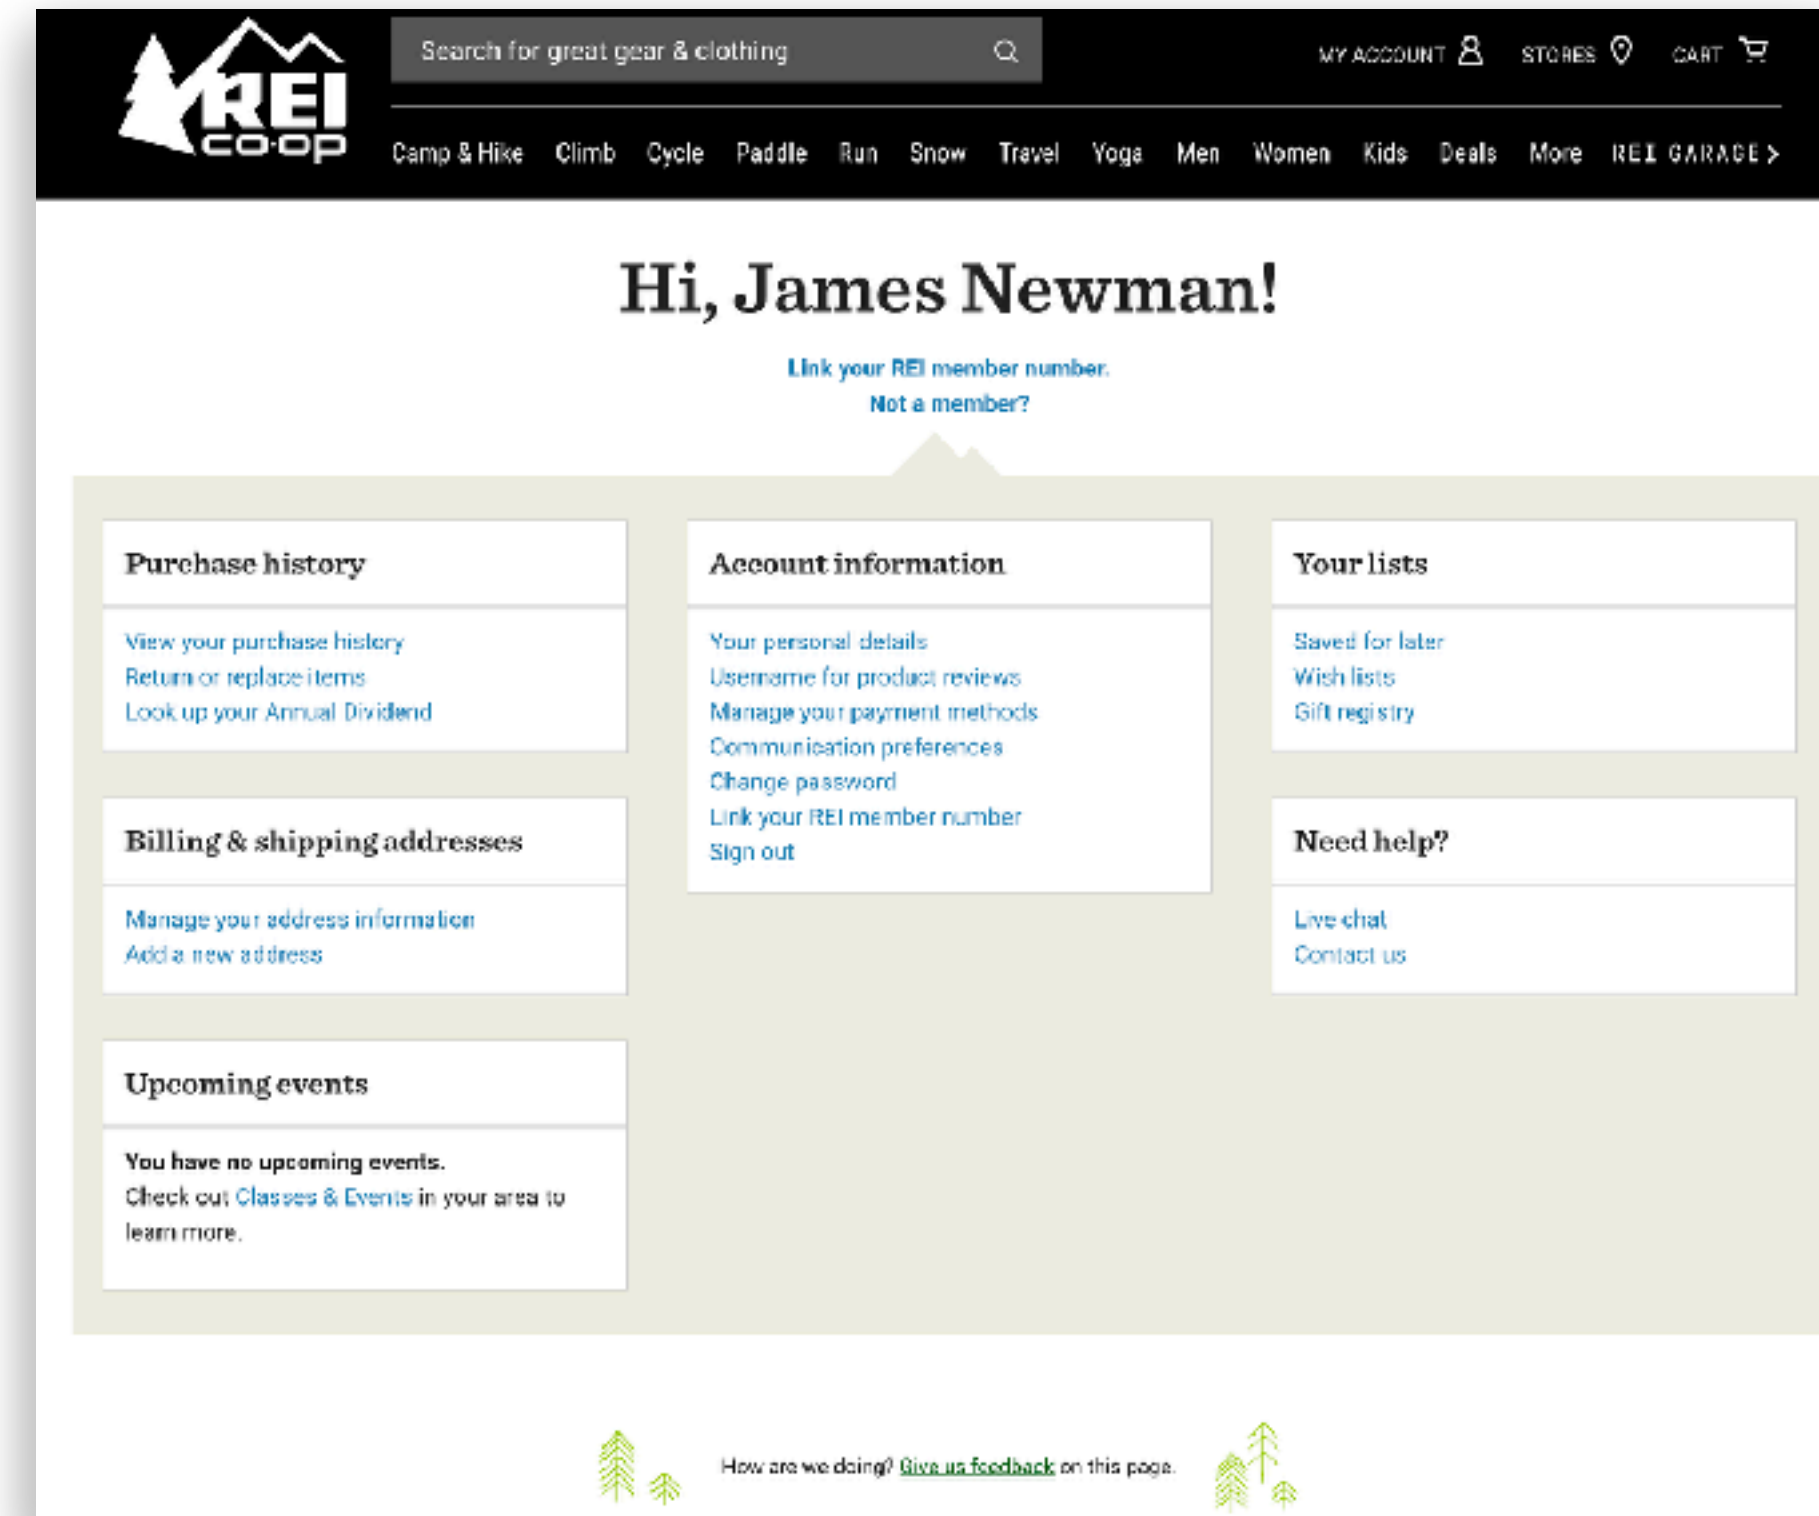 REI
CO·OP
Search for great gear & clothing
MY ACCOUNT
STORES
CART
Camp & Hike Climb Cycle Paddle Run Snow Travel Yoga Men Women Kids Deals More REI GARAGE >
Hi, James Newman!
Link your REI member number.
Not a member?
Purchase history
View your purchase history
Return or replace items
Look up your Annual Dividend
Billing & shipping addresses
Manage your address information
Add a new address
Upcoming events
You have no upcoming events.
Check out Classes & Events in your area to
learn more.
Account information
Your personal details
Username for product reviews
Manage your payment methods
Communication preferences
Change password
Link your REI member number
Sign out
Your lists
Saved for later
Wish lists
Gift registry
Need help?
Live chat
Contact us
How are we doing? Give us feedback on this page.